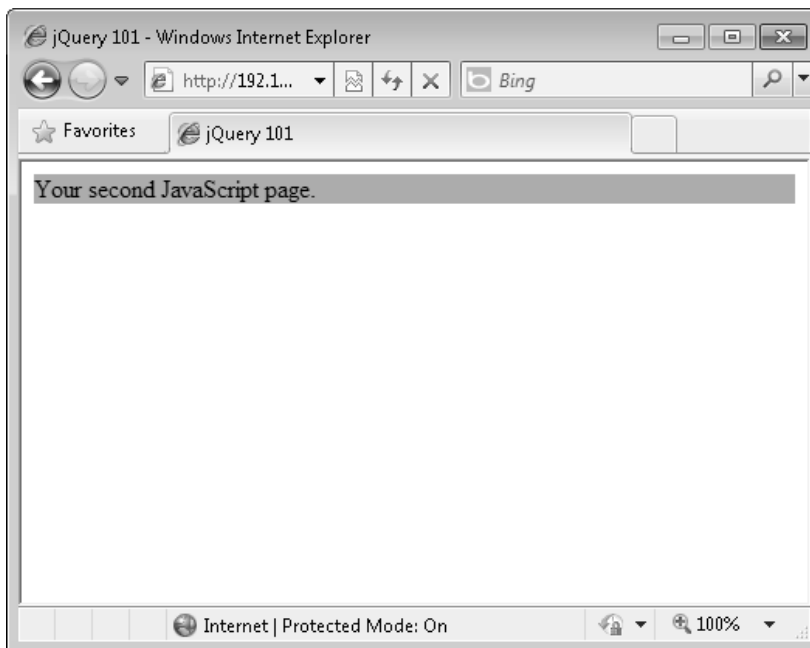 jQuery 101 - Windows Internet Explorer
http://192.1...
Bing
Favorites
jQuery 101
Your second JavaScript page.
Internet | Protected Mode: On
100%